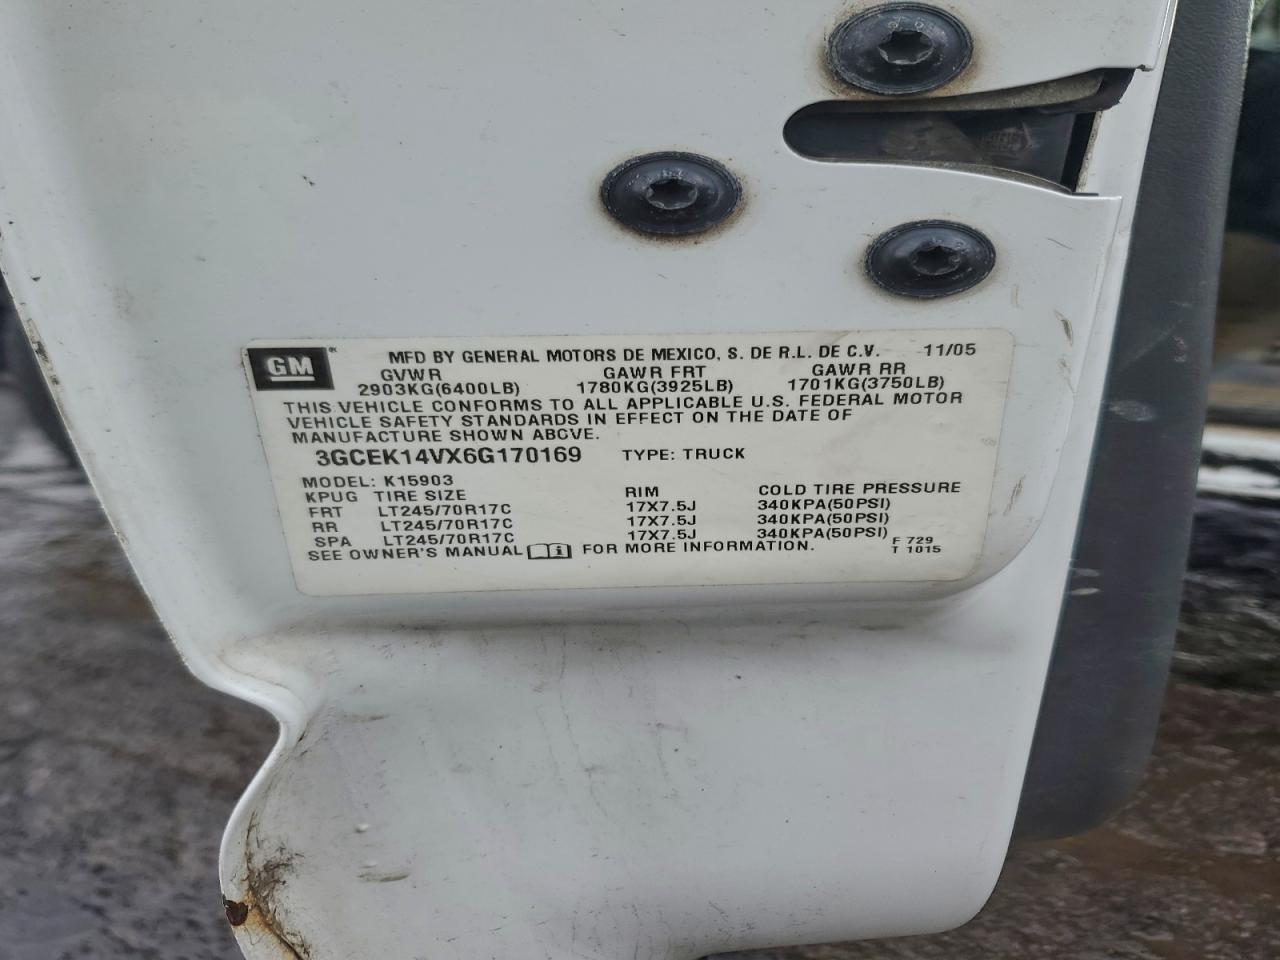 GM® MFD BY GENERAL MOTORS DE MEXICO, S. DE R.L. DE C.V. 11/05
GVWR GAWR FRT GAWR RR
2903KG(6400LB) 1780KG(3925LB) 1701KG(3750LB)
THIS VEHICLE CONFORMS TO ALL APPLICABLE U.S. FEDERAL MOTOR
VEHICLE SAFETY STANDARDS IN EFFECT ON THE DATE OF
MANUFACTURE SHOWN ABOVE.
3GCEK14VX6G170169 TYPE: TRUCK
MODEL: K15903
KPUG TIRE SIZE RIM COLD TIRE PRESSURE
FRT LT245/70R17C 17X7.5J 340KPA(50PSI)
RR LT245/70R17C 17X7.5J 340KPA(50PSI)
SPA LT245/70R17C 17X7.5J 340KPA(50PSI)
SEE OWNER'S MANUAL FOR MORE INFORMATION. F 729
T 1015